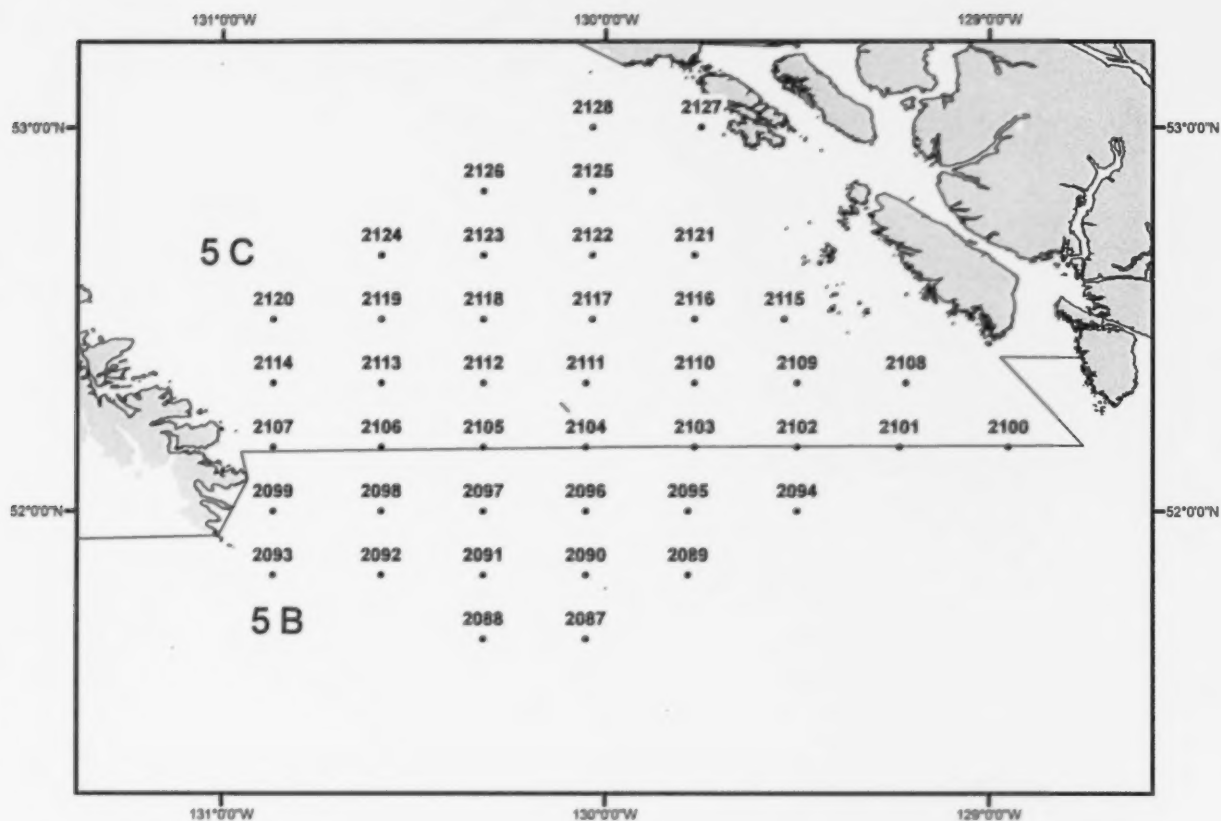 131°0'0"W 130°0'0"W 129°0'0"W
53°0'0"N 2128 2127 53°0'0"N
2126 2125
5 C 2124 2123 2122 2121
2120 2119 2118 2117 2116 2115
2114 2113 2112 2111 2110 2109 2108
2107 2106 2105 2104 2103 2102 2101 2100
52°0'0"N 2099 2098 2097 2096 2095 2094 52°0'0"N
2093 2092 2091 2090 2089
5 B 2088 2087
131°0'0"W 130°0'0"W 129°0'0"W